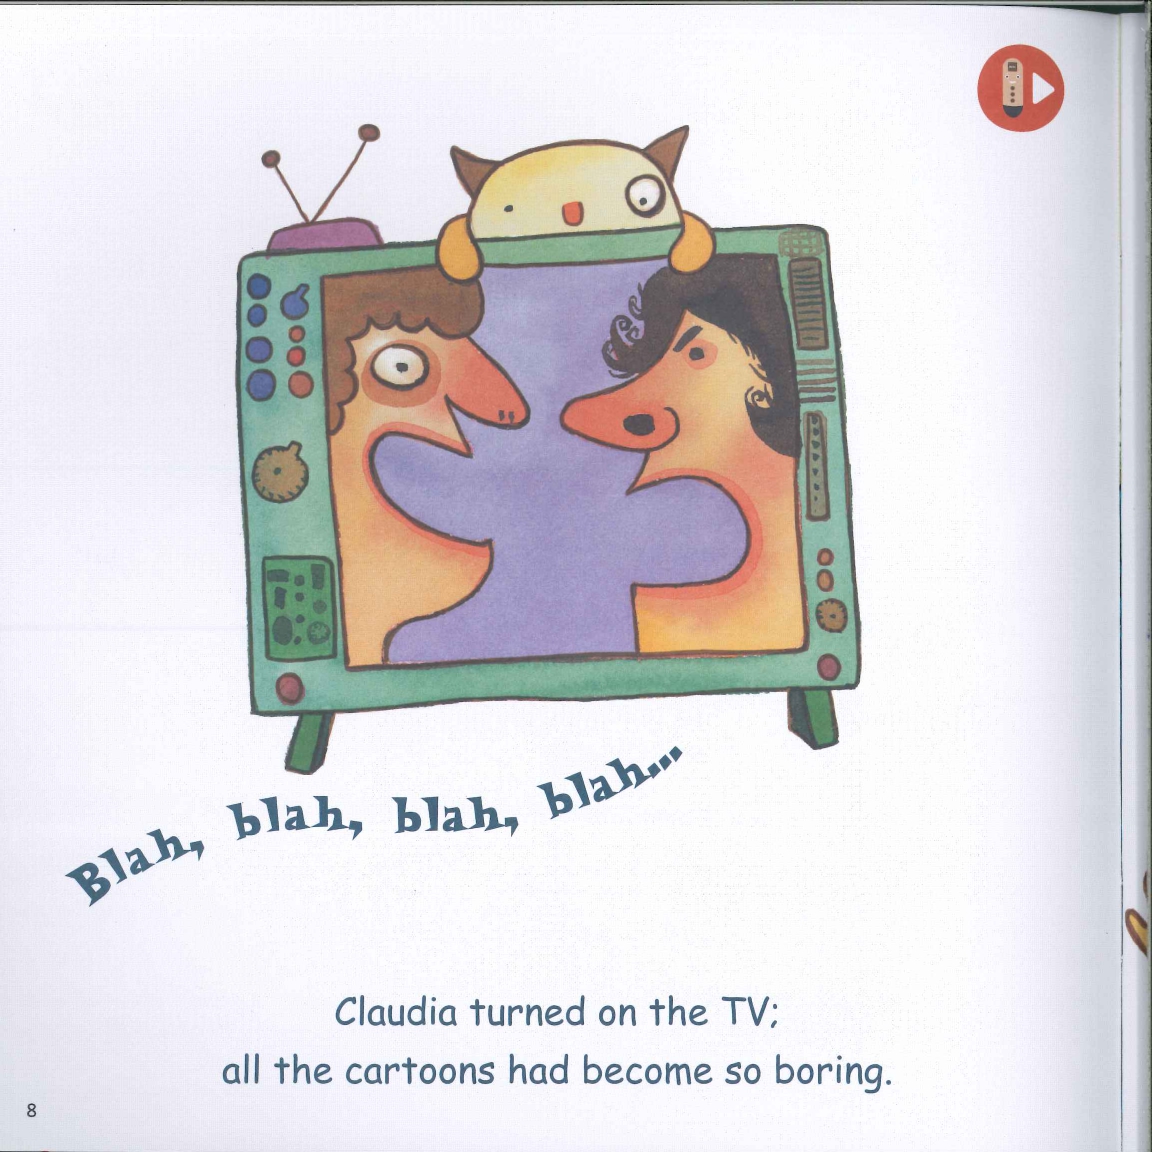 Blah, blah, blah, blah...
Claudia turned on the TV;
all the cartoons had become so boring.
8